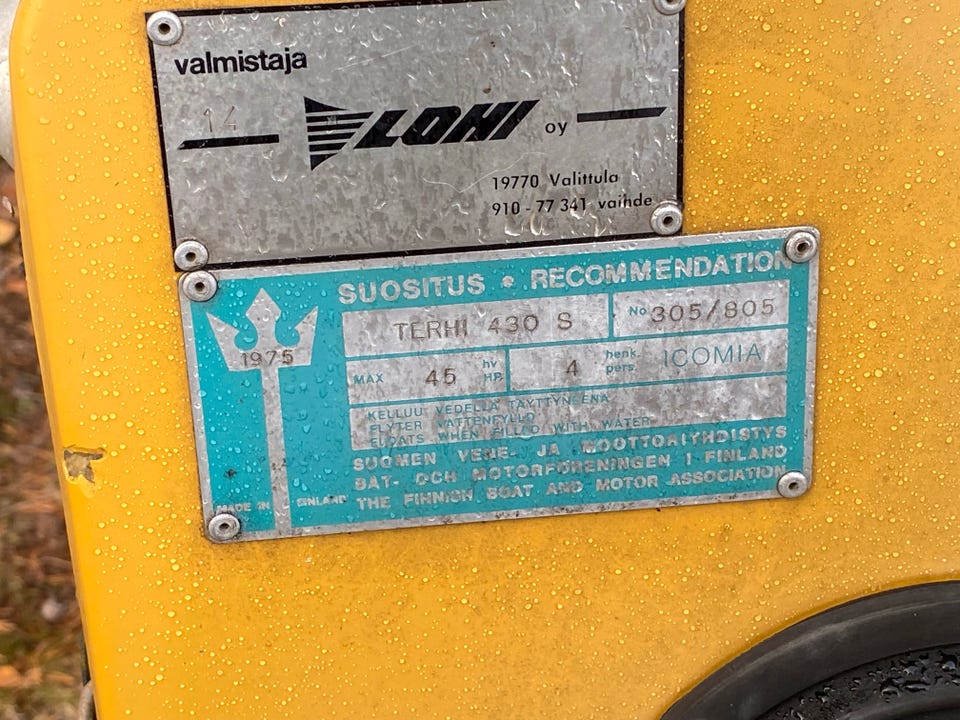 valmistaja
14 LOHI oy
19770 Valittula
910-77 341 vaihde
SUOSITUS • RECOMMENDATION
TERHI 430 S No 305/805
1975
MAX 45 hv HP 4 henk. pers. ICOMIA
KELLUU VEDELLÄ TÄYTTYNEENÄ
FLYTER VATTENFYLLD
FLOATS WHEN FILLED WITH WATER
SUOMEN VENE- JA MOOTTORIYHDISTYS
BÅT- OCH MOTORFÖRENINGEN I FINLAND
THE FINNISH BOAT AND MOTOR ASSOCIATION
MADE IN FINLAND